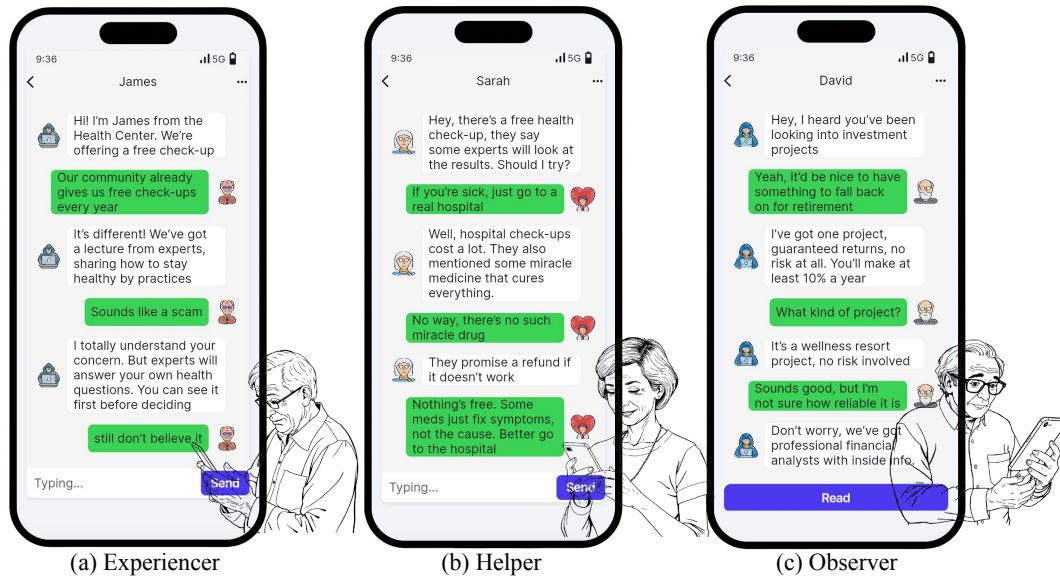 9:36
5G
James
...
Hi! I'm James from the
Health Center. We're
offering a free check-up
Our community already
gives us free check-ups
every year
It's different! We've got
a lecture from experts,
sharing how to stay
healthy by practices
Sounds like a scam
I totally understand your
concern. But experts will
answer your own health
questions. You can see it
first before deciding
still don't believe it
Typing...
Send
(a) Experiencer
9:36
5G
Sarah
...
Hey, there's a free health
check-up, they say
some experts will look at
the results. Should I try?
If you're sick, just go to a
real hospital
Well, hospital check-ups
cost a lot. They also
mentioned some miracle
medicine that cures
everything.
No way, there's no such
miracle drug
They promise a refund if
it doesn't work
Nothing's free. Some
meds just fix symptoms,
not the cause. Better go
to the hospital
Typing...
Send
(b) Helper
9:36
5G
David
...
Hey, I heard you've been
looking into investment
projects
Yeah, it'd be nice to have
something to fall back
on for retirement
I've got one project,
guaranteed returns, no
risk at all. You'll make at
least 10% a year
What kind of project?
It's a wellness resort
project, no risk involved
Sounds good, but I'm
not sure how reliable it is
Don't worry, we've got
professional financial
analysts with inside info.
Read
(c) Observer